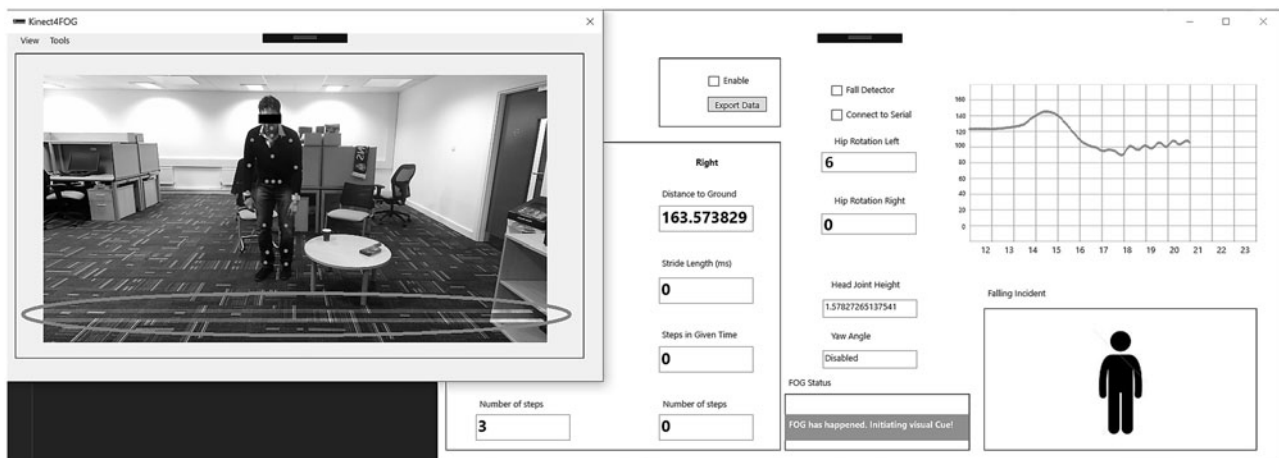 Kinect4FOG
View Tools
Enable
Export Data
Right
Distance to Ground
163.573829
Stride Length (ms)
0
Steps in Given Time
0
Number of steps
3
Number of steps
0
Fall Detector
Connect to Serial
Hip Rotation Left
6
Hip Rotation Right
0
Head Joint Height
1.57827265137541
Yaw Angle
Disabled
FOG Status
FOG has happened. Initiating visual Cue!
160
140
120
100
80
60
40
20
0
12 13 14 15 16 17 18 19 20 21 22 23
Falling Incident